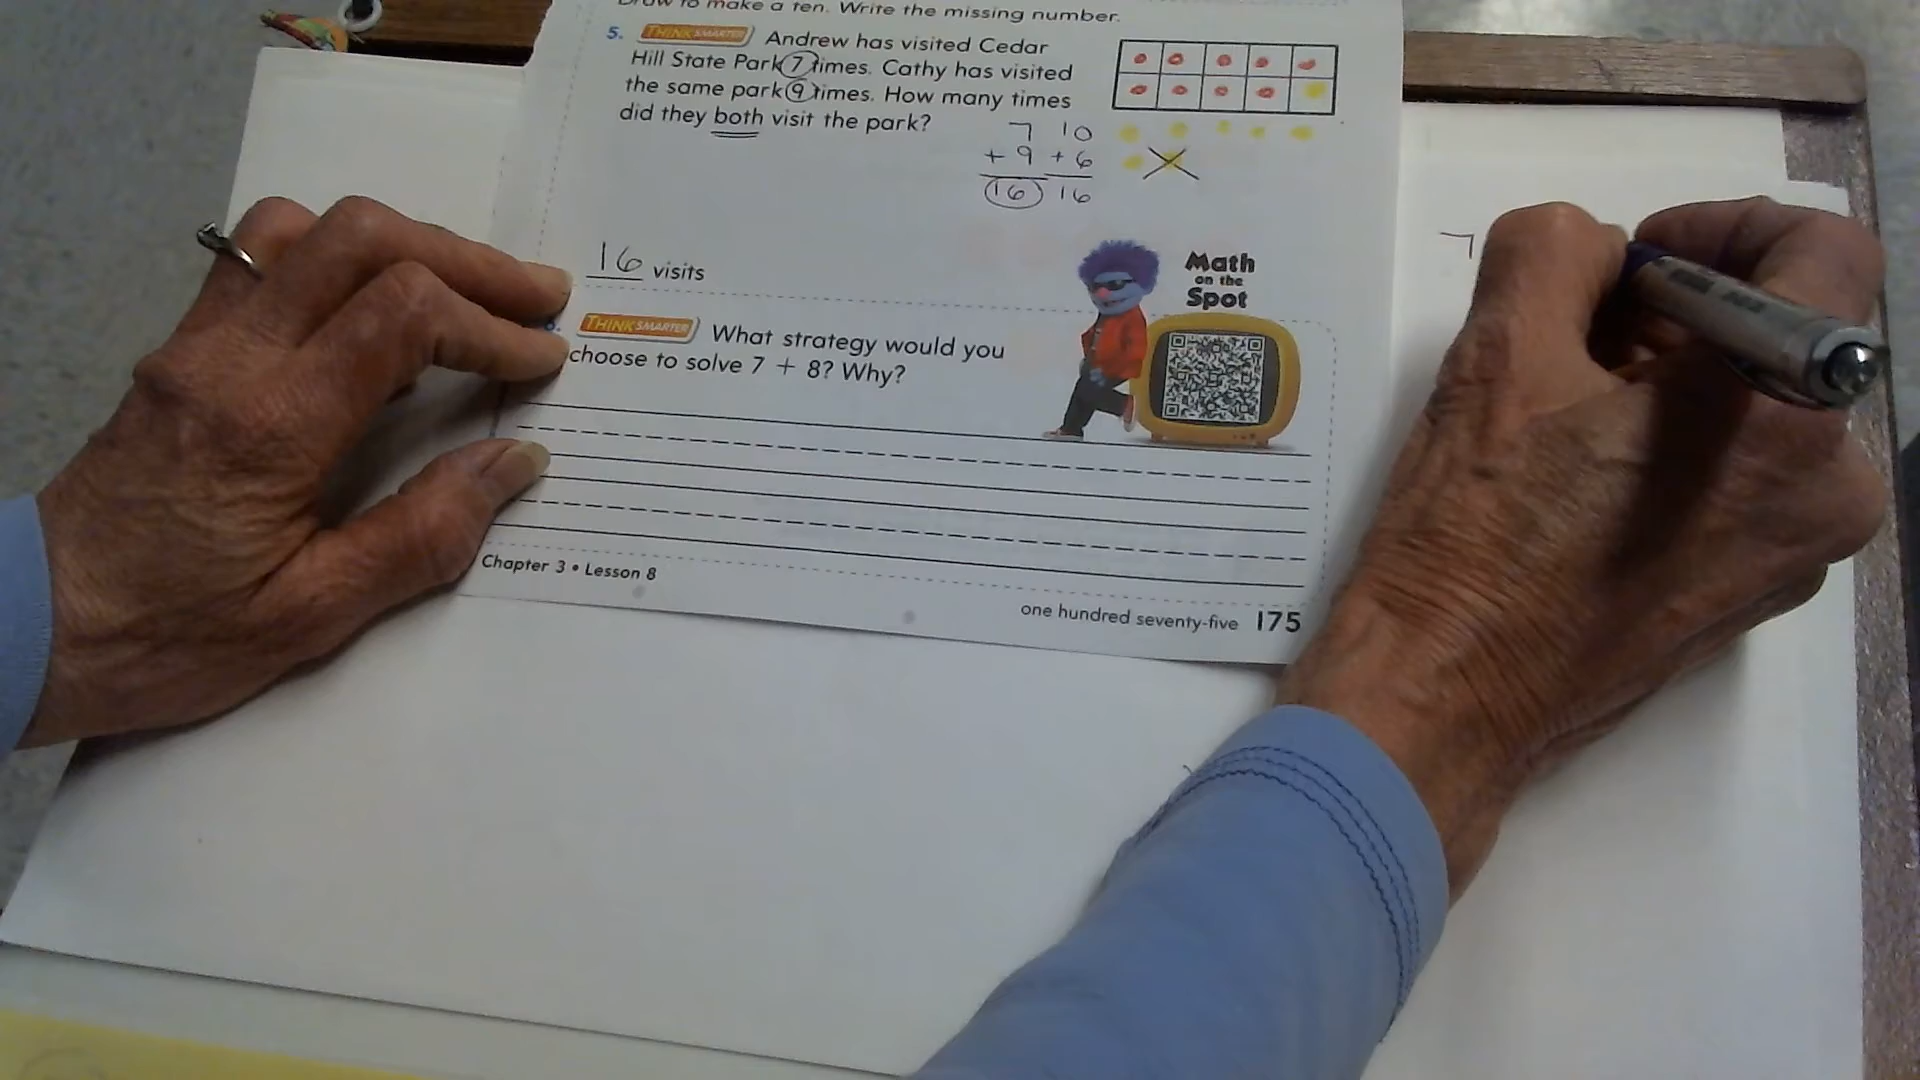 Draw to make a ten. Write the missing number.
5. THINK SMARTER Andrew has visited Cedar
Hill State Park 7 times. Cathy has visited
the same park 9 times. How many times
did they both visit the park?
7 10
+ 9 + 6
16 16
16 visits
Math
on the
Spot
THINK SMARTER What strategy would you
choose to solve 7 + 8? Why?
Chapter 3 • Lesson 8
one hundred seventy-five 175
7